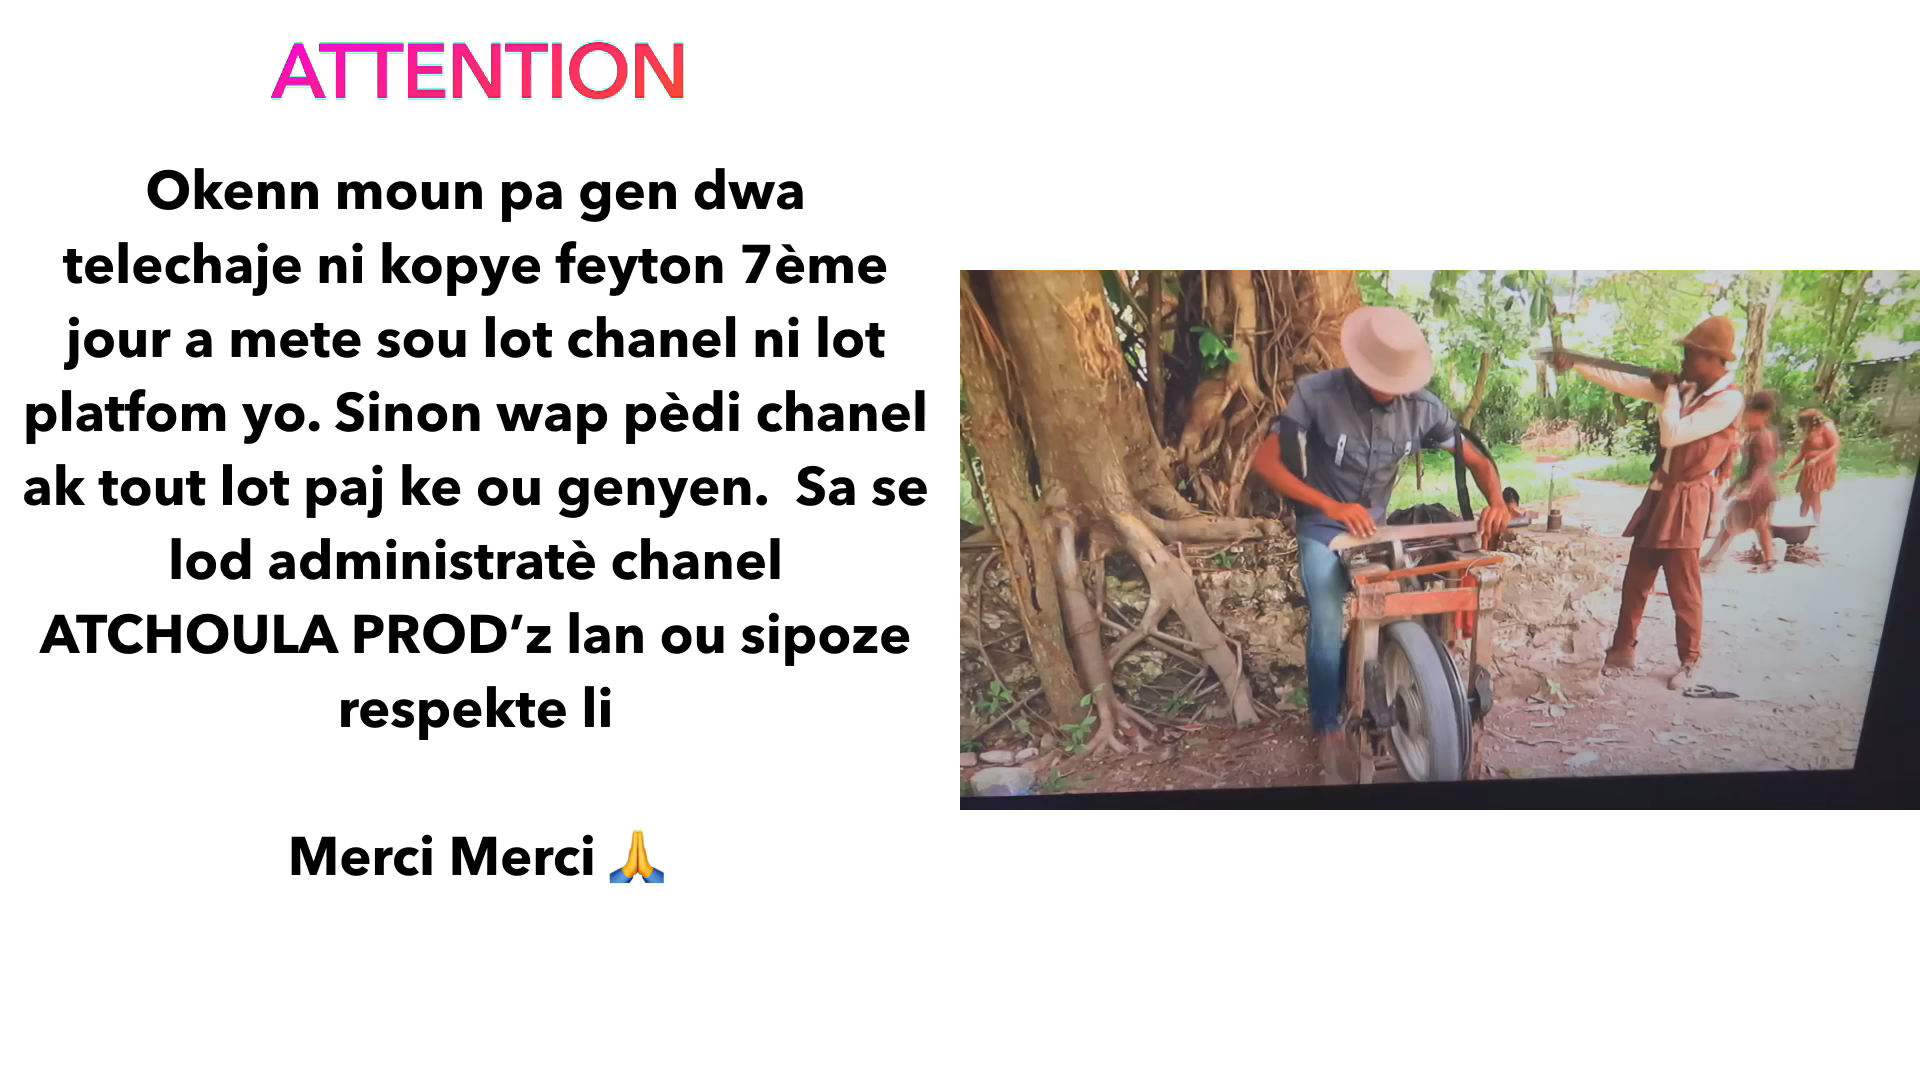 ATTENTION
Okenn moun pa gen dwa
telechaje ni kopye feyton 7ème
jour a mete sou lot chanel ni lot
platfom yo. Sinon wap pèdi chanel
ak tout lot paj ke ou genyen.  Sa se
lod administratè chanel
ATCHOULA PROD’z lan ou sipoze
respekte li
Merci Merci 🙏